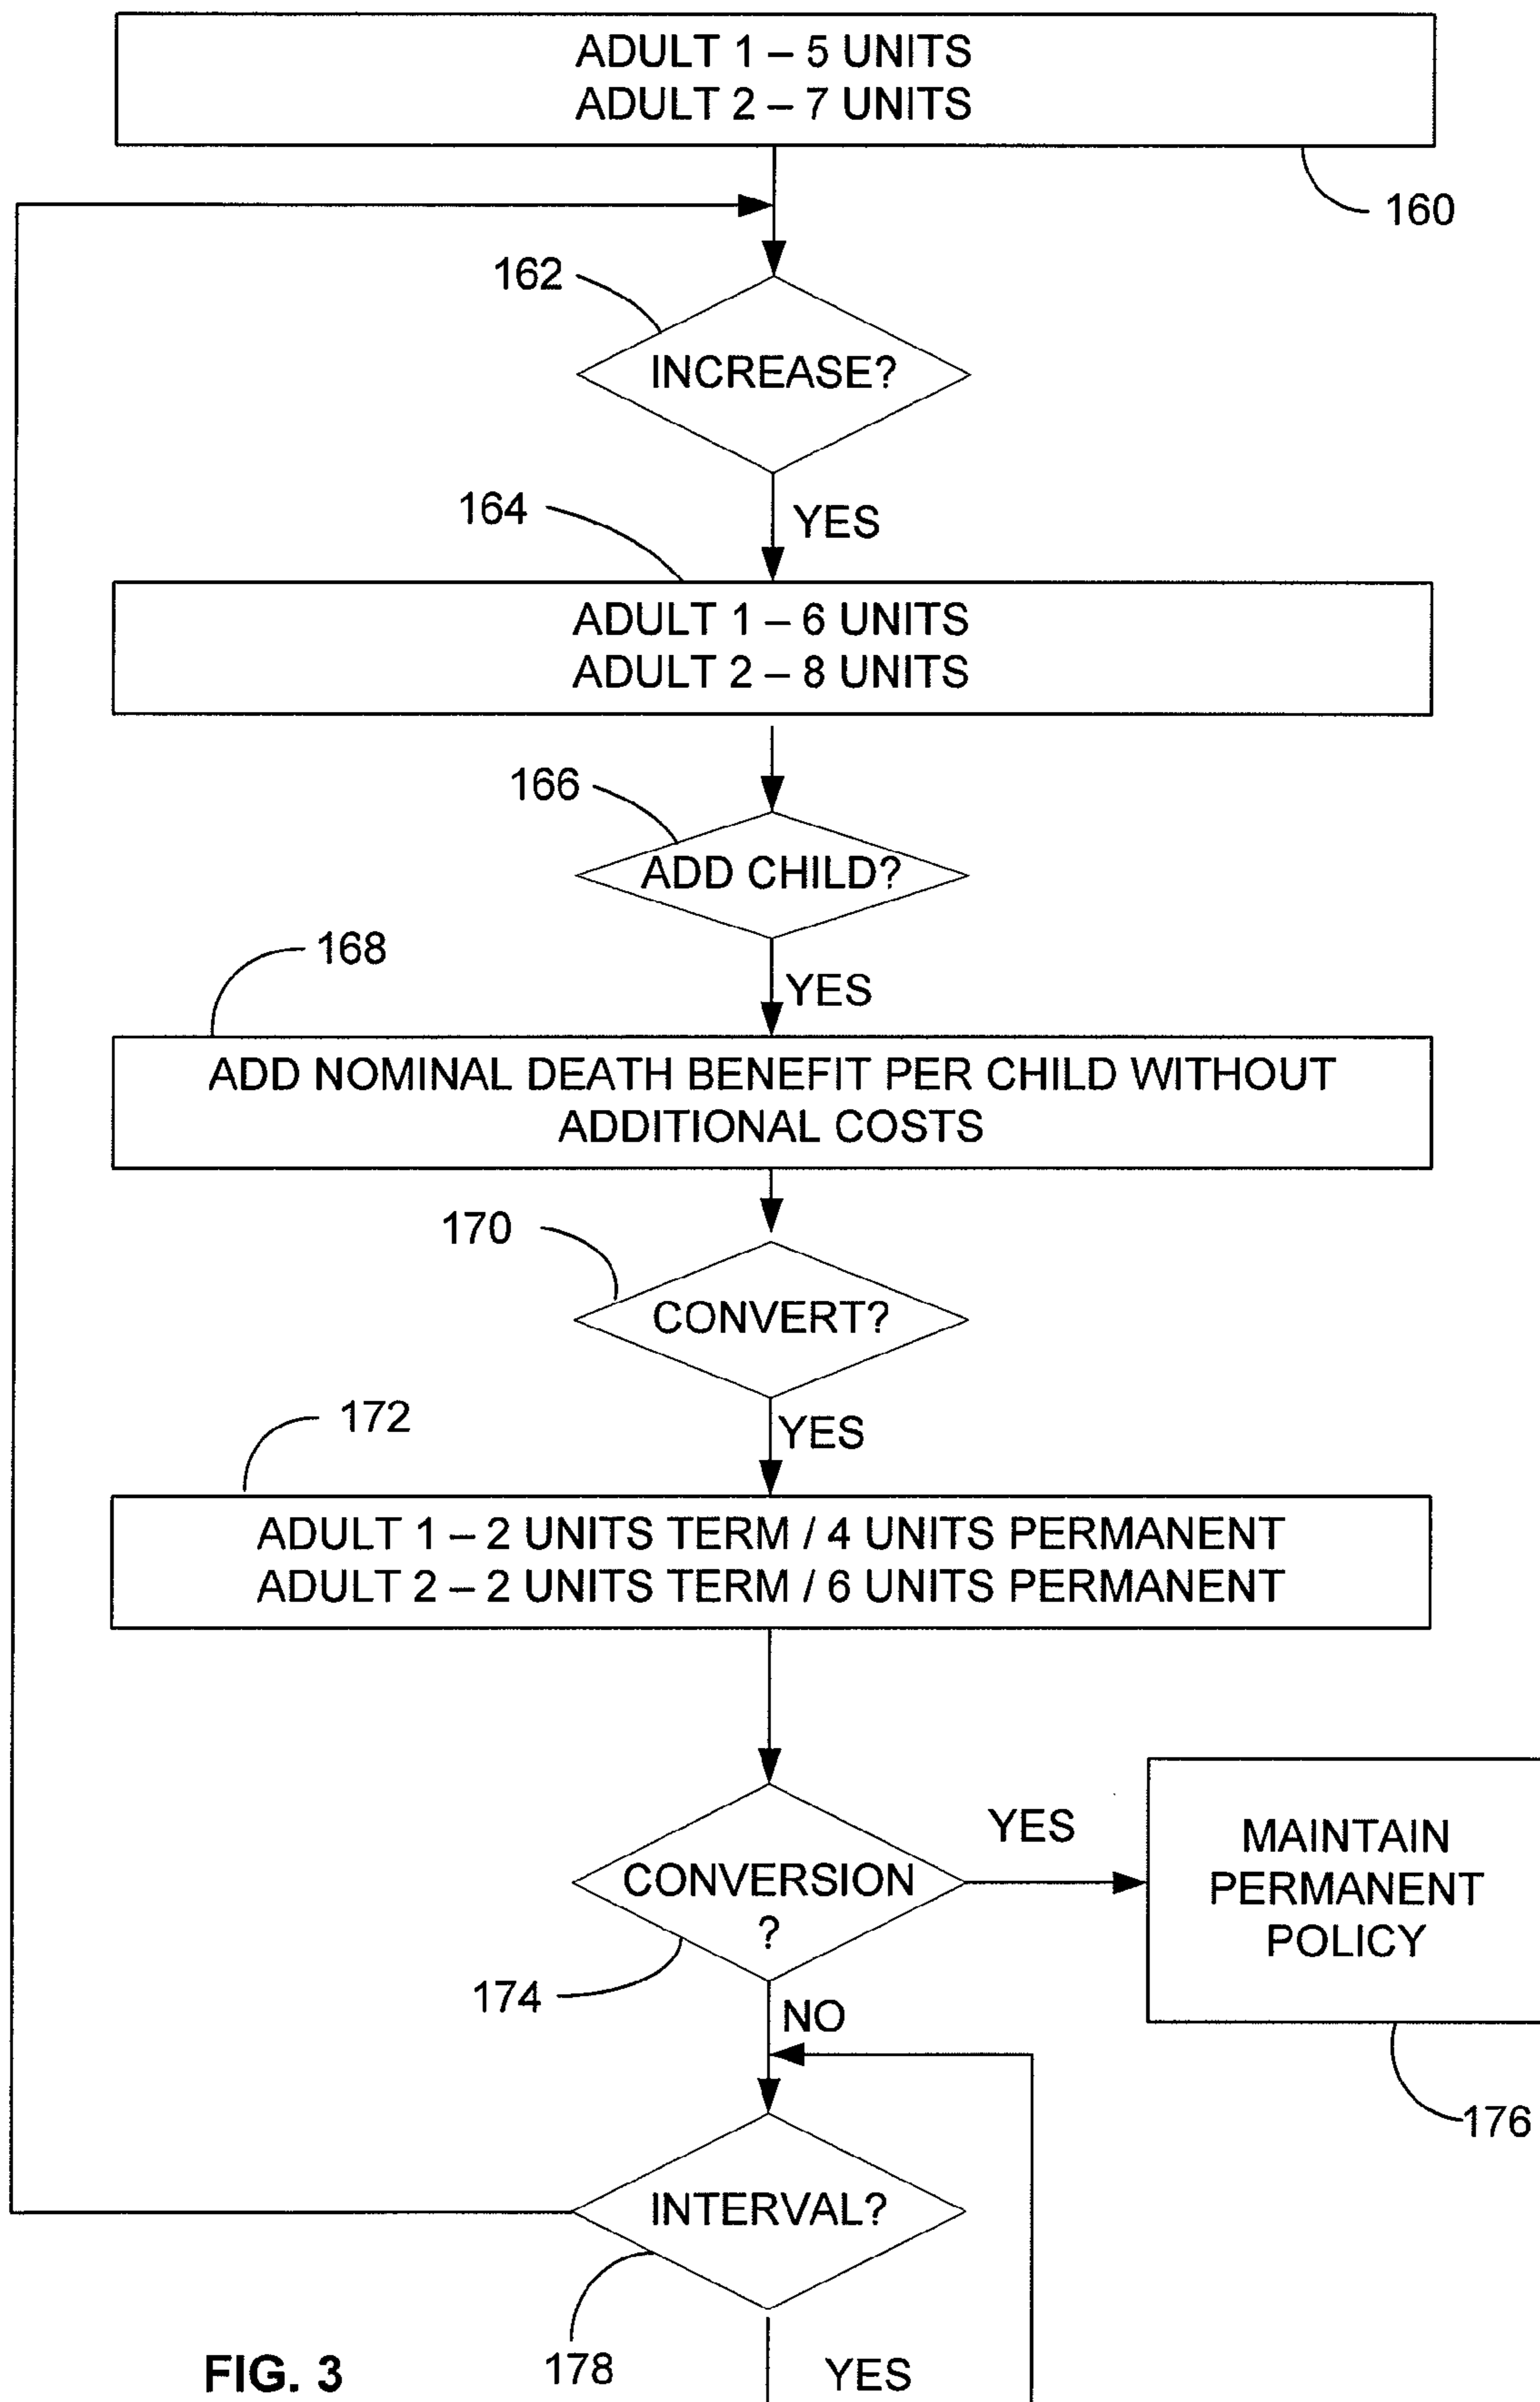 ADULT 1 – 5 UNITS
ADULT 2 – 7 UNITS
160
162
INCREASE?
164
YES
ADULT 1 – 6 UNITS
ADULT 2 – 8 UNITS
166
ADD CHILD?
168
YES
ADD NOMINAL DEATH BENEFIT PER CHILD WITHOUT
ADDITIONAL COSTS
170
CONVERT?
172
YES
ADULT 1 – 2 UNITS TERM / 4 UNITS PERMANENT
ADULT 2 – 2 UNITS TERM / 6 UNITS PERMANENT
YES
CONVERSION
?
MAINTAIN
PERMANENT
POLICY
174
NO
176
INTERVAL?
178
YES
FIG. 3